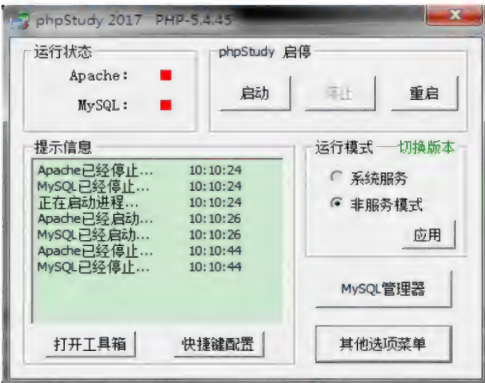 phpStudy 2017 PHP-5.4.45
运行状态
Apache:
MySQL:
phpStudy 启停
启动
停止
重启
提示信息
Apache已经停止... 10:10:24
MySQL已经停止... 10:10:24
正在启动进程... 10:10:24
Apache已经启动... 10:10:26
MySQL已经启动... 10:10:26
Apache已经停止... 10:10:44
MySQL已经停止... 10:10:44
打开工具箱
快捷键配置
运行模式 切换版本
系统服务
非服务模式
应用
MySQL管理器
其他选项菜单